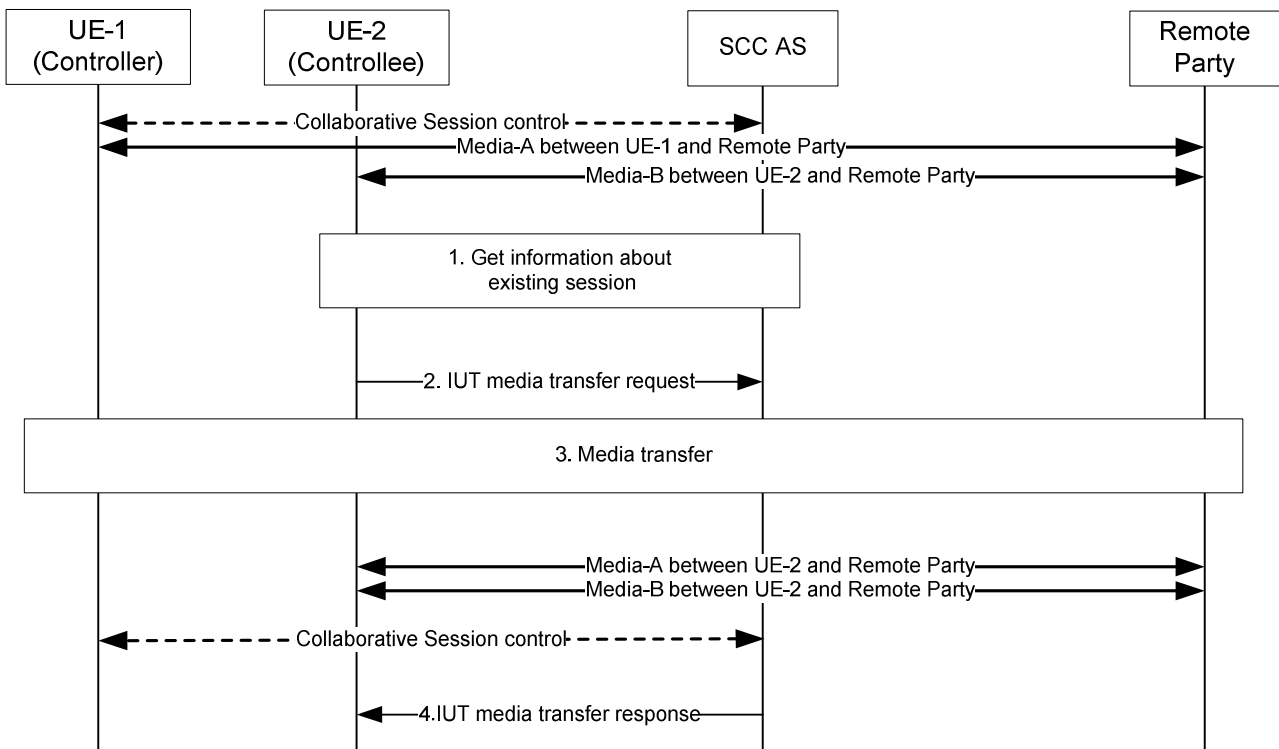 UE-1
(Controller)
UE-2
(Controllee)
SCC AS
Remote
Party
Collaborative Session control
Media-A between UE-1 and Remote Party
Media-B between UE-2 and Remote Party
1. Get information about
existing session
2. IUT media transfer request
3. Media transfer
Media-A between UE-2 and Remote Party
Media-B between UE-2 and Remote Party
Collaborative Session control
4.IUT media transfer response